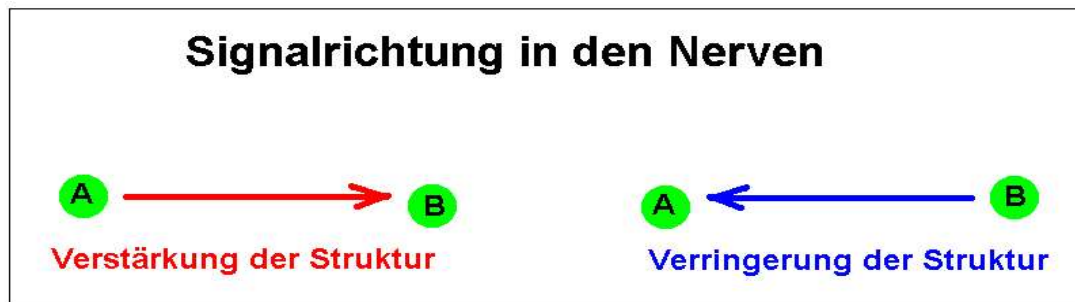 Signalrichtung in den Nerven
A B A B
Verstärkung der Struktur Verringerung der Struktur